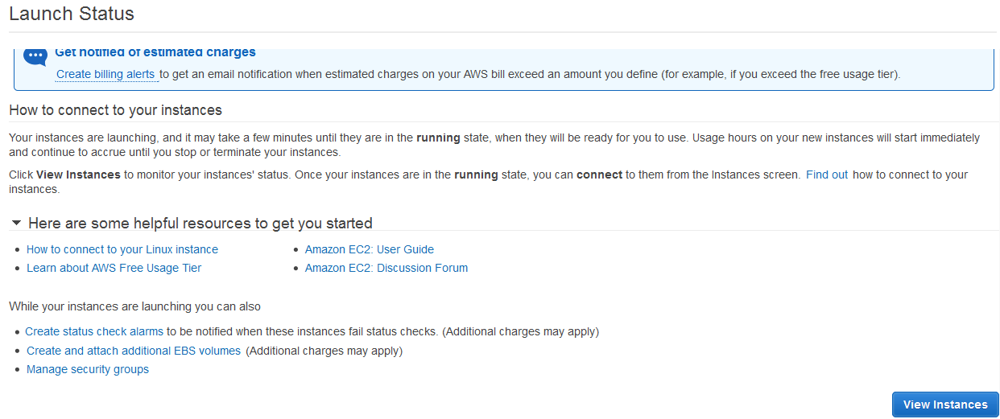 Launch Status
Get notified of estimated charges
Create billing alerts to get an email notification when estimated charges on your AWS bill exceed an amount you define (for example, if you exceed the free usage tier).
How to connect to your instances
Your instances are launching, and it may take a few minutes until they are in the running state, when they will be ready for you to use. Usage hours on your new instances will start immediately
and continue to accrue until you stop or terminate your instances.
Click View Instances to monitor your instances' status. Once your instances are in the running state, you can connect to them from the Instances screen. Find out how to connect to your
instances.
Here are some helpful resources to get you started
How to connect to your Linux instance
Learn about AWS Free Usage Tier
Amazon EC2: User Guide
Amazon EC2: Discussion Forum
While your instances are launching you can also
Create status check alarms to be notified when these instances fail status checks. (Additional charges may apply)
Create and attach additional EBS volumes (Additional charges may apply)
Manage security groups
View Instances